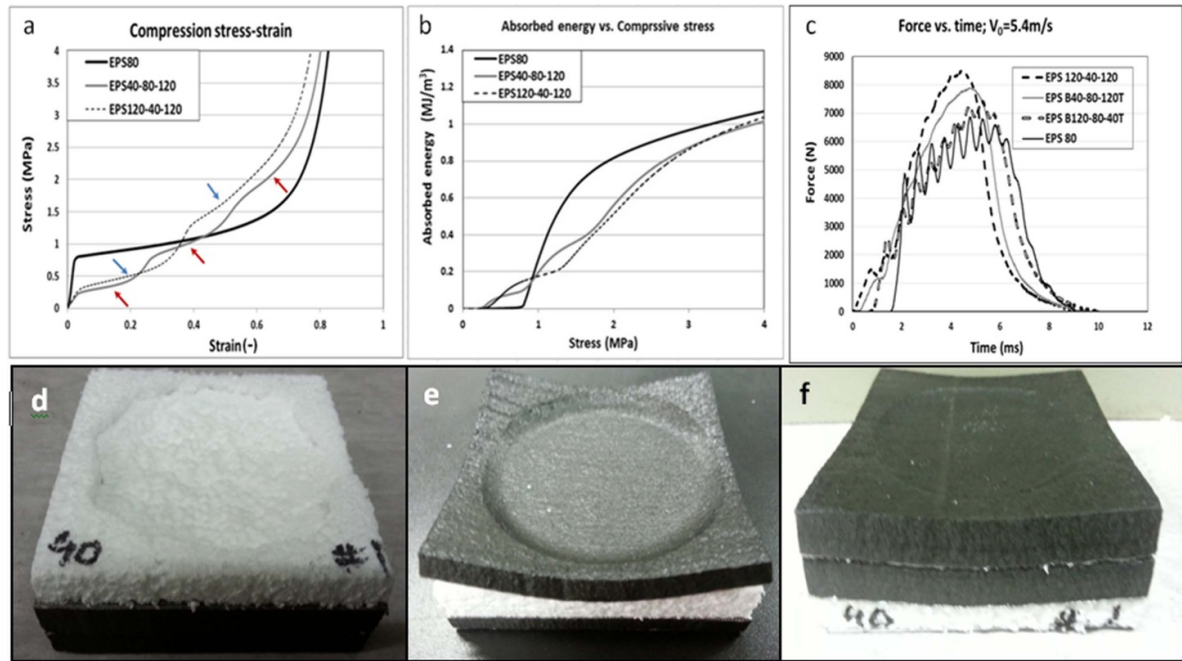 a
Compression stress-strain
Stress (MPa)
4
3.5
3
2.5
2
1.5
1
0.5
0
EPS80
EPS40-80-120
EPS120-40-120
0
0.2
0.4
0.6
0.8
1
Strain(-)
b
Absorbed energy vs. Comprssive stress
Absorbed energy (MJ/m³)
1.4
1.2
1
0.8
0.6
0.4
0.2
0
EPS80
EPS40-80-120
EPS120-40-120
0
1
2
3
4
Stress (MPa)
c
Force vs. time; V₀=5.4m/s
Force (N)
9000
8000
7000
6000
5000
4000
3000
2000
1000
0
EPS 120-40-120
EPS B40-80-120T
EPS B120-80-40T
EPS 80
0
2
4
6
8
10
12
Time (ms)
d
40
#1
e
f
40